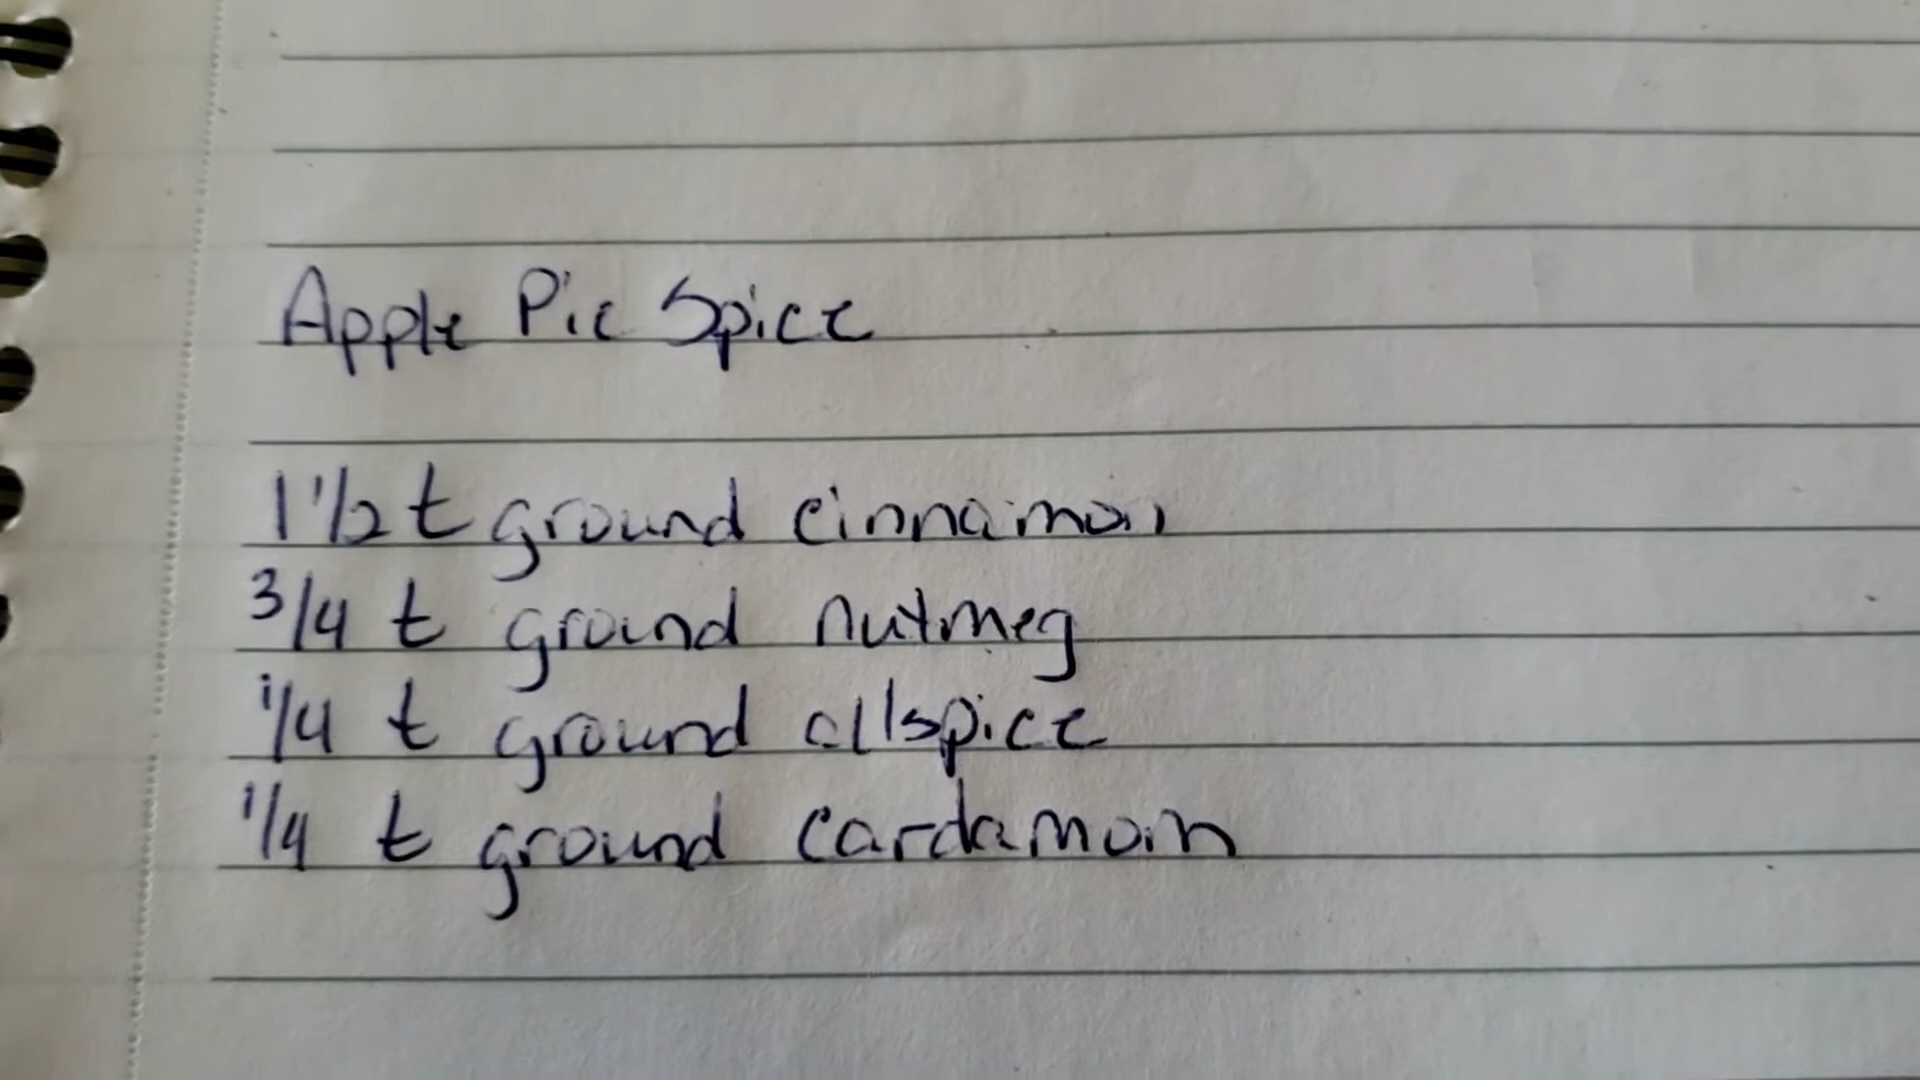 Apple Pie Spice
1 1/2 t ground cinnamon
3/4 t ground nutmeg
1/4 t ground allspice
1/4 t ground cardamom